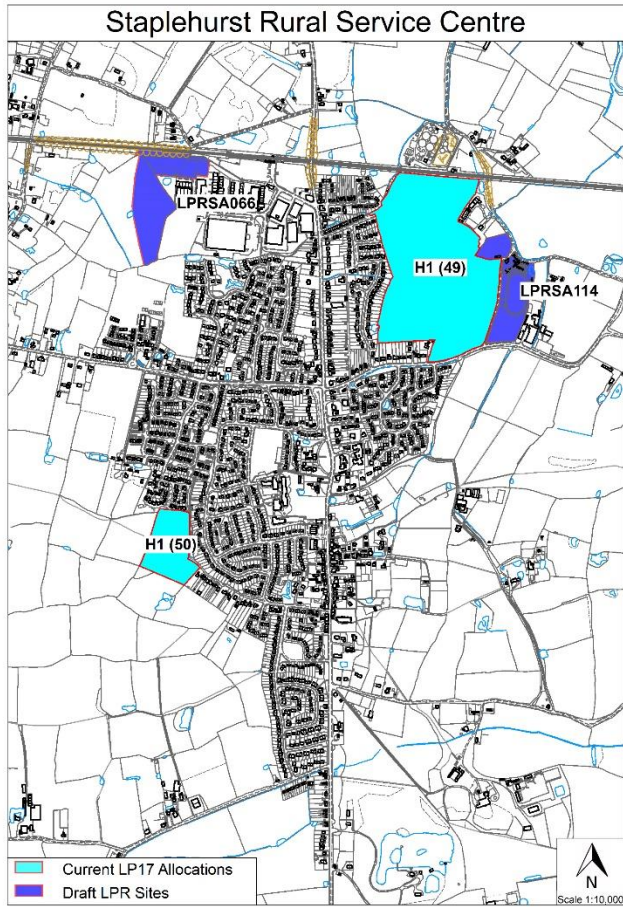 Staplehurst Rural Service Centre
LPRSA066
H1 (49)
LPRSA114
H1 (50)
Current LP17 Allocations
Draft LPR Sites
N
Scale 1:10,000